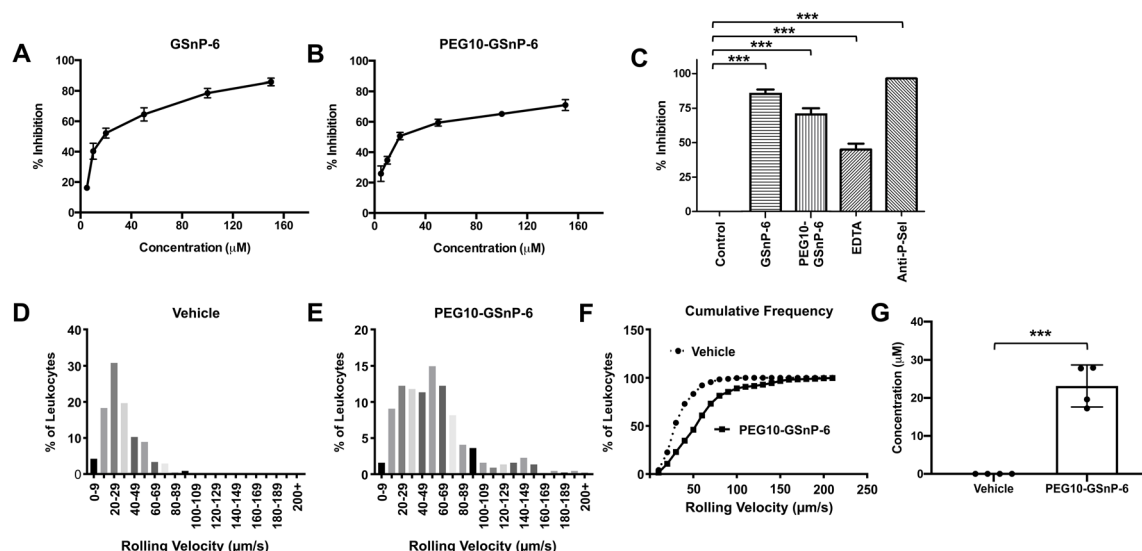 A
GSnP-6
% Inhibition
100
80
60
40
20
0
0
40
80
120
160
Concentration (μM)
B
PEG10-GSnP-6
% Inhibition
100
80
60
40
20
0
0
40
80
120
160
Concentration (μM)
C
***
***
***
***
% Inhibition
100
75
50
25
0
Control
GSnP-6
PEG10-
GSnP-6
EDTA
Anti-P-Sel
D
Vehicle
% of Leukocytes
40
30
20
10
0
0-9
20-29
40-49
60-69
80-89
100-109
120-129
140-149
160-169
180-189
200+
Rolling Velocity (μm/s)
E
PEG10-GSnP-6
% of Leukocytes
20
15
10
5
0
0-9
20-29
40-49
60-69
80-89
100-109
120-129
140-149
160-169
180-189
200+
Rolling Velocity (μm/s)
F
Cumulative Frequency
% of Leukocytes
150
100
50
0
Vehicle
PEG10-GSnP-6
50
100
150
200
250
Rolling Velocity (μm/s)
G
***
Concentration (μM)
40
30
20
10
0
Vehicle
PEG10-GSnP-6